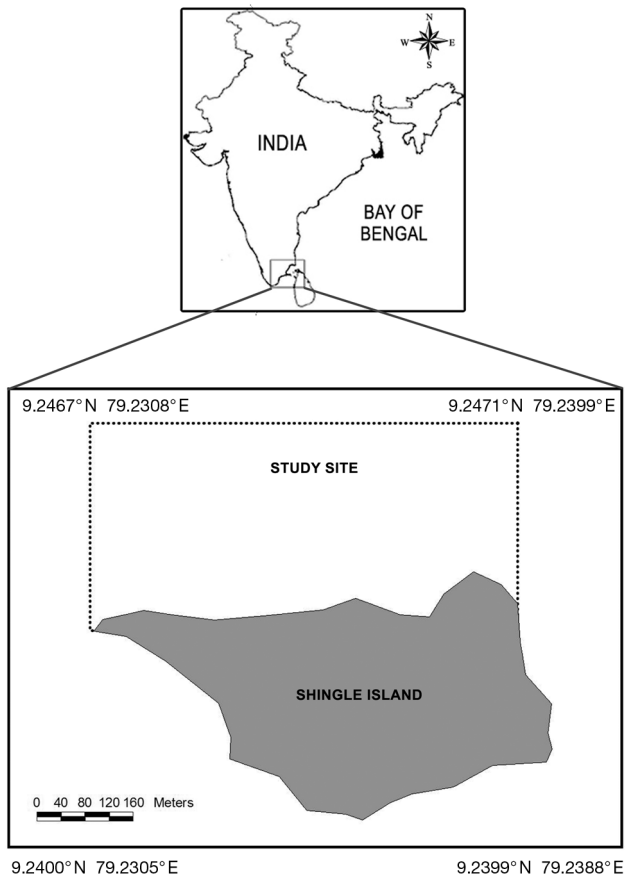 N
W E
S
INDIA
BAY OF
BENGAL
9.2467°N 79.2308°E
9.2471°N 79.2399°E
STUDY SITE
SHINGLE ISLAND
0 40 80 120 160 Meters
9.2400°N 79.2305°E
9.2399°N 79.2388°E